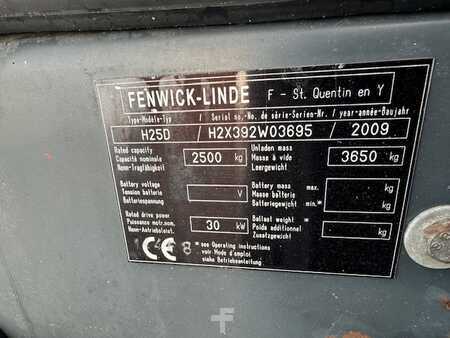 FENWICK-LINDE F - St. Quentin en Y
Type-Modèle-Typ / Serial no.-No. de série-Serien-Nr. / year-année-Baujahr
H25D / H2X392W03695 / 2009
Rated capacity
Capacité nominale 2500 kg
Nenn-Tragfähigkeit
Unladen mass
Masse à vide 3650 kg
Leergewicht
Battery voltage
Tension batterie V
Batteriespannung
Battery mass max. kg
Masse batterie
Batteriegewicht min.* kg
Rated drive power
Puissance motr.nom. 30 kW
Nenn-Antriebsleist.
Ballast weight *
Poids additionnel kg
Zusatzgewicht
CE
* see Operating instructions
voir Mode d'emploi
siehe Betriebsanleitung